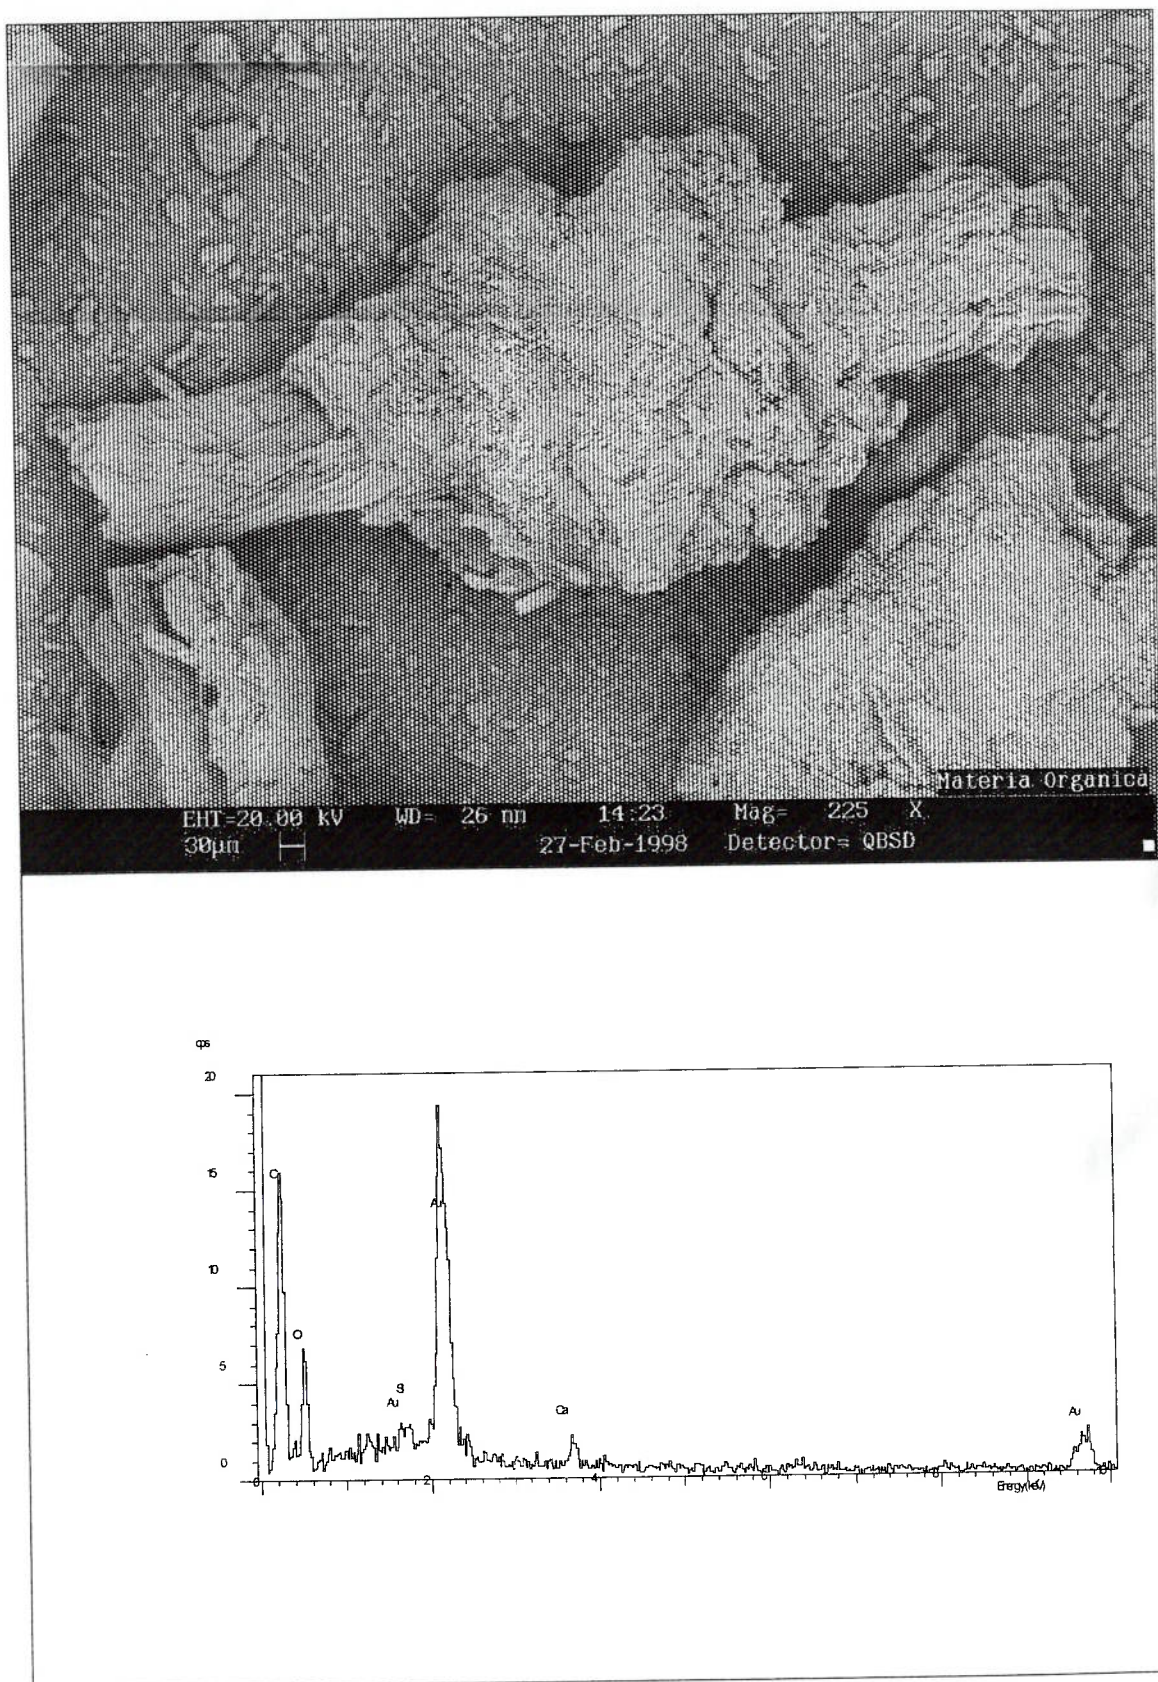 Materia Organica
EHT=20.00 kV WD= 26 mm 14:23 Mag= 225 X
30µm 27-Feb-1998 Detector= QBSD
cps
20
15
C
Au
10
O
5
Si
Au
Ca
Au
0
0 2 4 6 8 10
Energy (keV)